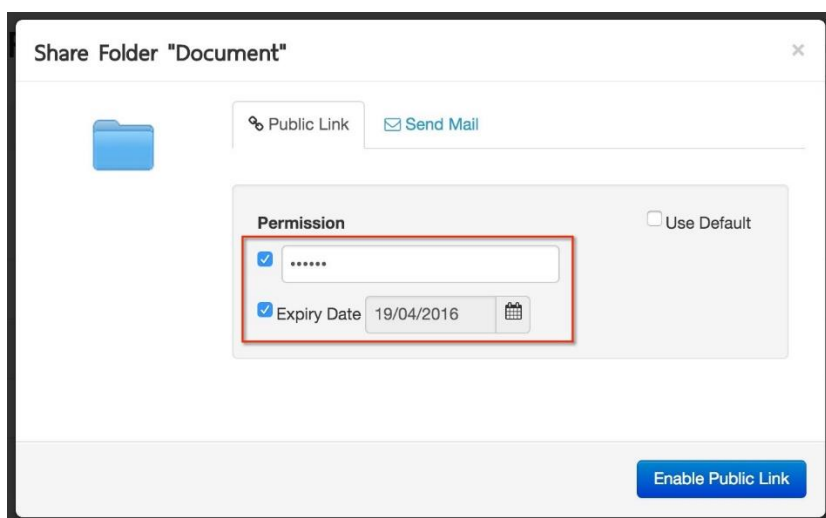 Share Folder "Document"
×
Public Link
Send Mail
Permission
Use Default
••••••
Expiry Date 19/04/2016
Enable Public Link